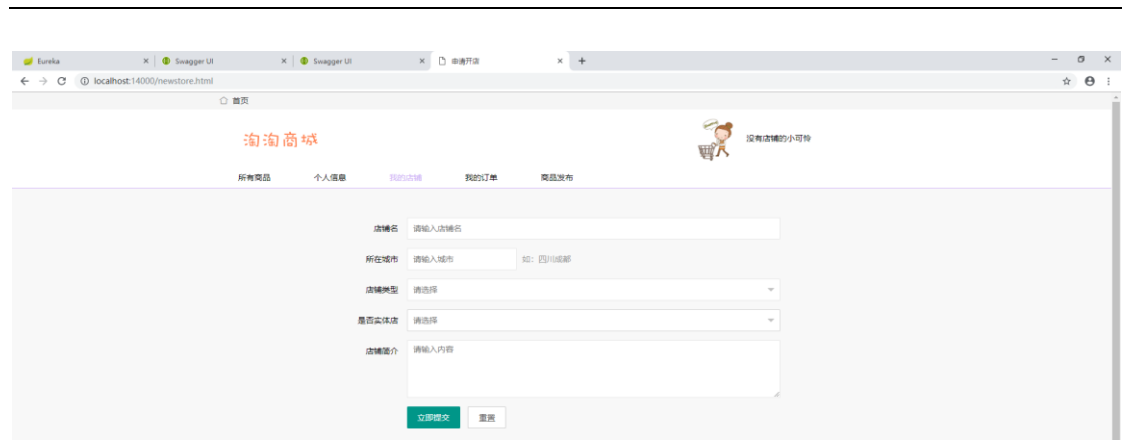 Eureka
Swagger UI
Swagger UI
申请开店
localhost:14000/newstore.html
首页
淘淘商城
没有店铺的小可怜
所有商品 个人信息 我的店铺 我的订单 商品发布
店铺名 请输入店铺名
所在城市 请输入城市 如：四川成都
店铺类型 请选择
是否实体店 请选择
店铺简介 请输入内容
立即提交 重置